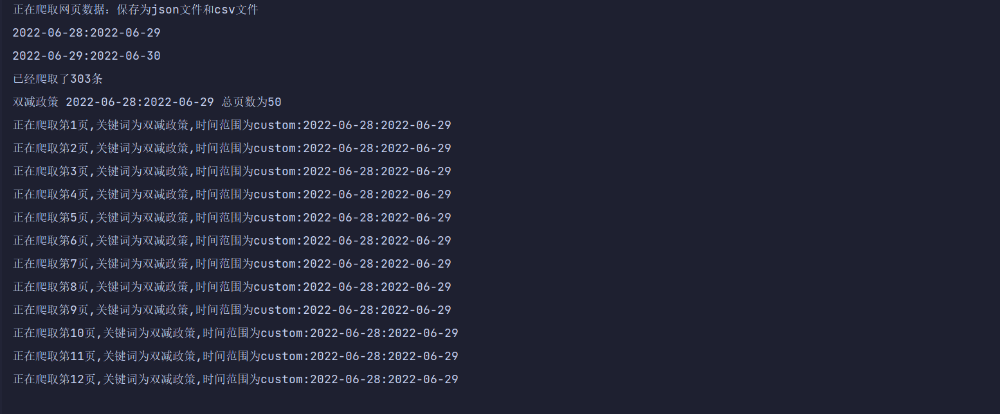 正在爬取网页数据：保存为json文件和csv文件
2022-06-28:2022-06-29
2022-06-29:2022-06-30
已经爬取了303条
双减政策 2022-06-28:2022-06-29 总页数为50
正在爬取第1页,关键词为双减政策,时间范围为custom:2022-06-28:2022-06-29
正在爬取第2页,关键词为双减政策,时间范围为custom:2022-06-28:2022-06-29
正在爬取第3页,关键词为双减政策,时间范围为custom:2022-06-28:2022-06-29
正在爬取第4页,关键词为双减政策,时间范围为custom:2022-06-28:2022-06-29
正在爬取第5页,关键词为双减政策,时间范围为custom:2022-06-28:2022-06-29
正在爬取第6页,关键词为双减政策,时间范围为custom:2022-06-28:2022-06-29
正在爬取第7页,关键词为双减政策,时间范围为custom:2022-06-28:2022-06-29
正在爬取第8页,关键词为双减政策,时间范围为custom:2022-06-28:2022-06-29
正在爬取第9页,关键词为双减政策,时间范围为custom:2022-06-28:2022-06-29
正在爬取第10页,关键词为双减政策,时间范围为custom:2022-06-28:2022-06-29
正在爬取第11页,关键词为双减政策,时间范围为custom:2022-06-28:2022-06-29
正在爬取第12页,关键词为双减政策,时间范围为custom:2022-06-28:2022-06-29